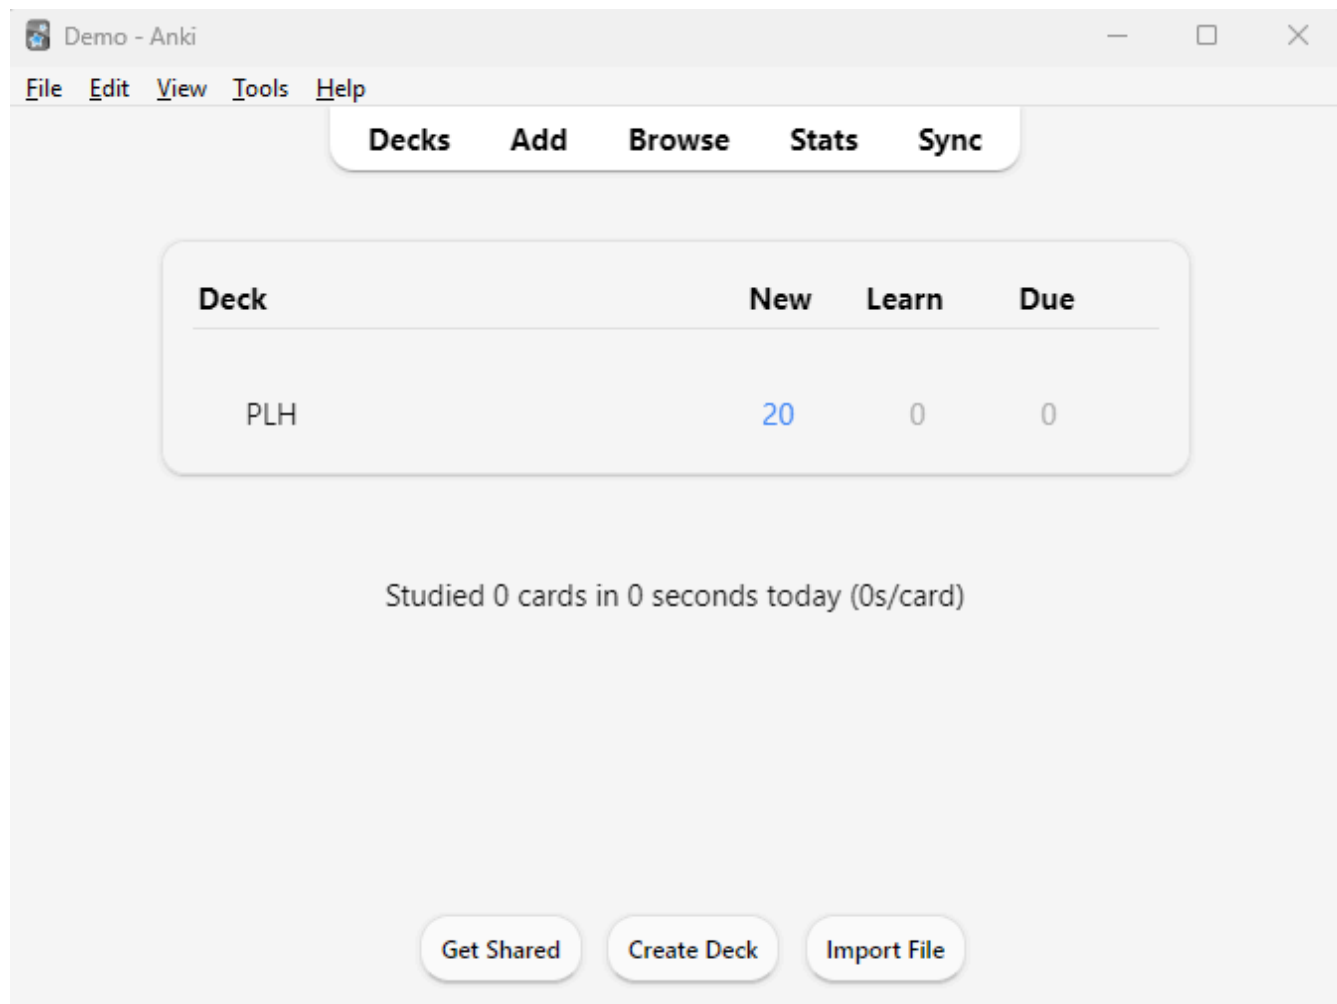 Demo - Anki
File Edit View Tools Help
Decks Add Browse Stats Sync
Deck New Learn Due
PLH 20 0 0
Studied 0 cards in 0 seconds today (0s/card)
Get Shared Create Deck Import File